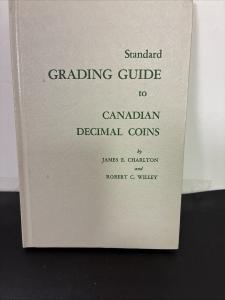 Standard
GRADING GUIDE
to
CANADIAN
DECIMAL COINS
by
JAMES E. CHARLTON
and
ROBERT C. WILLEY